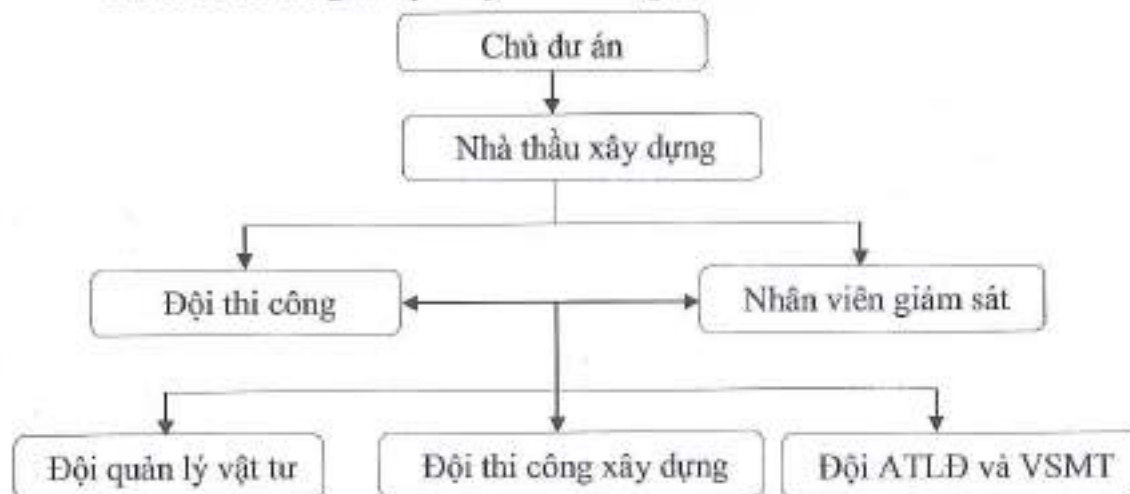 Chủ dự án
Nhà thầu xây dựng
Đội thi công
Nhân viên giám sát
Đội quản lý vật tư
Đội thi công xây dựng
Đội ATLĐ và VSMT